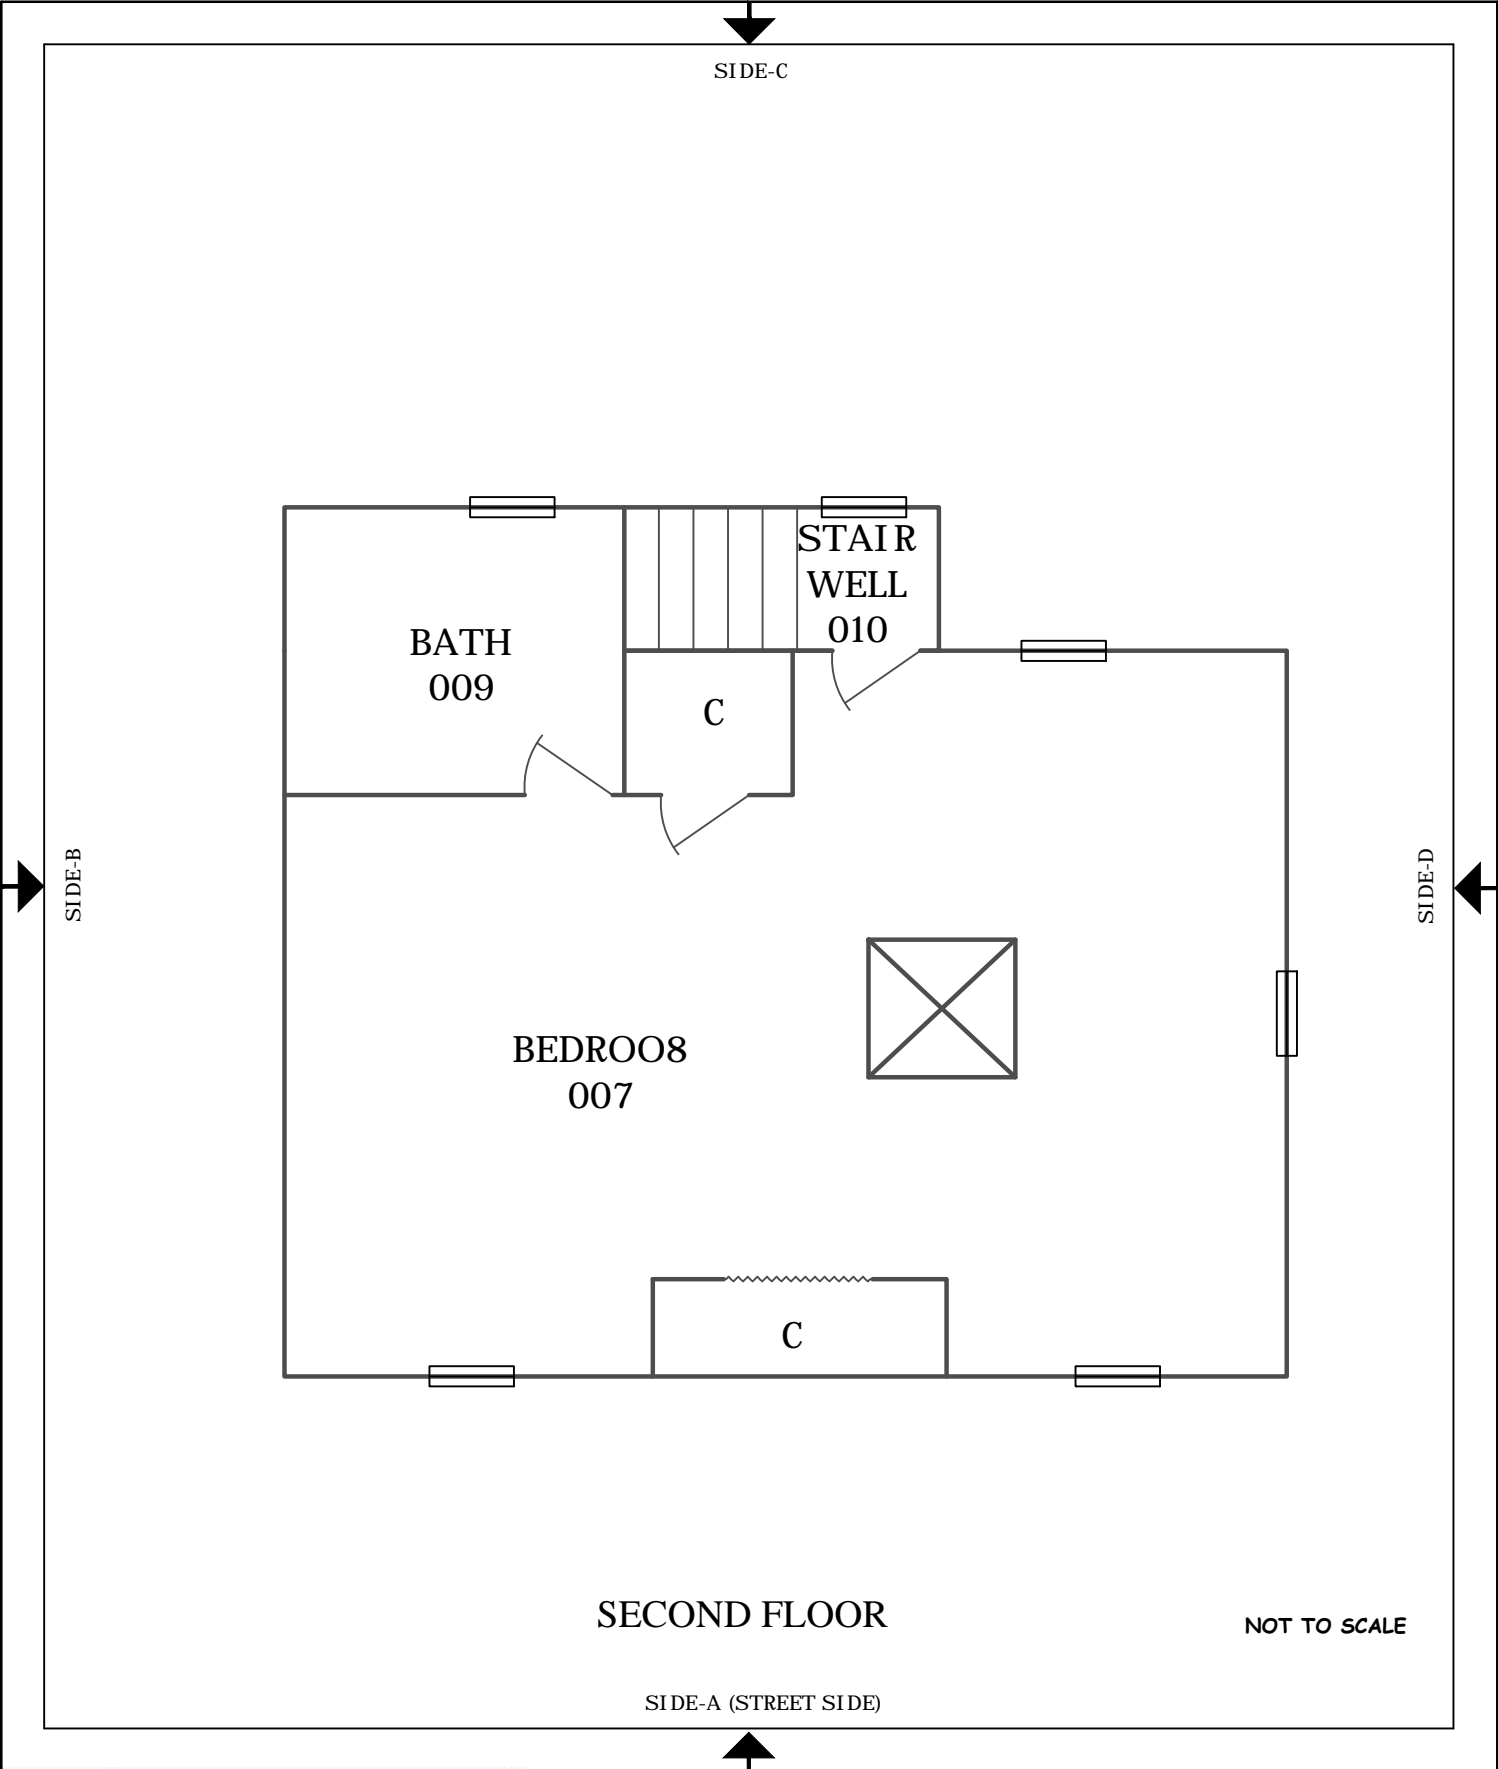 SIDE-C
STAIR
WELL
010
BATH
009
C
SIDE-B
SIDE-D
BEDROO8
007
C
SECOND FLOOR
NOT TO SCALE
SIDE-A (STREET SIDE)